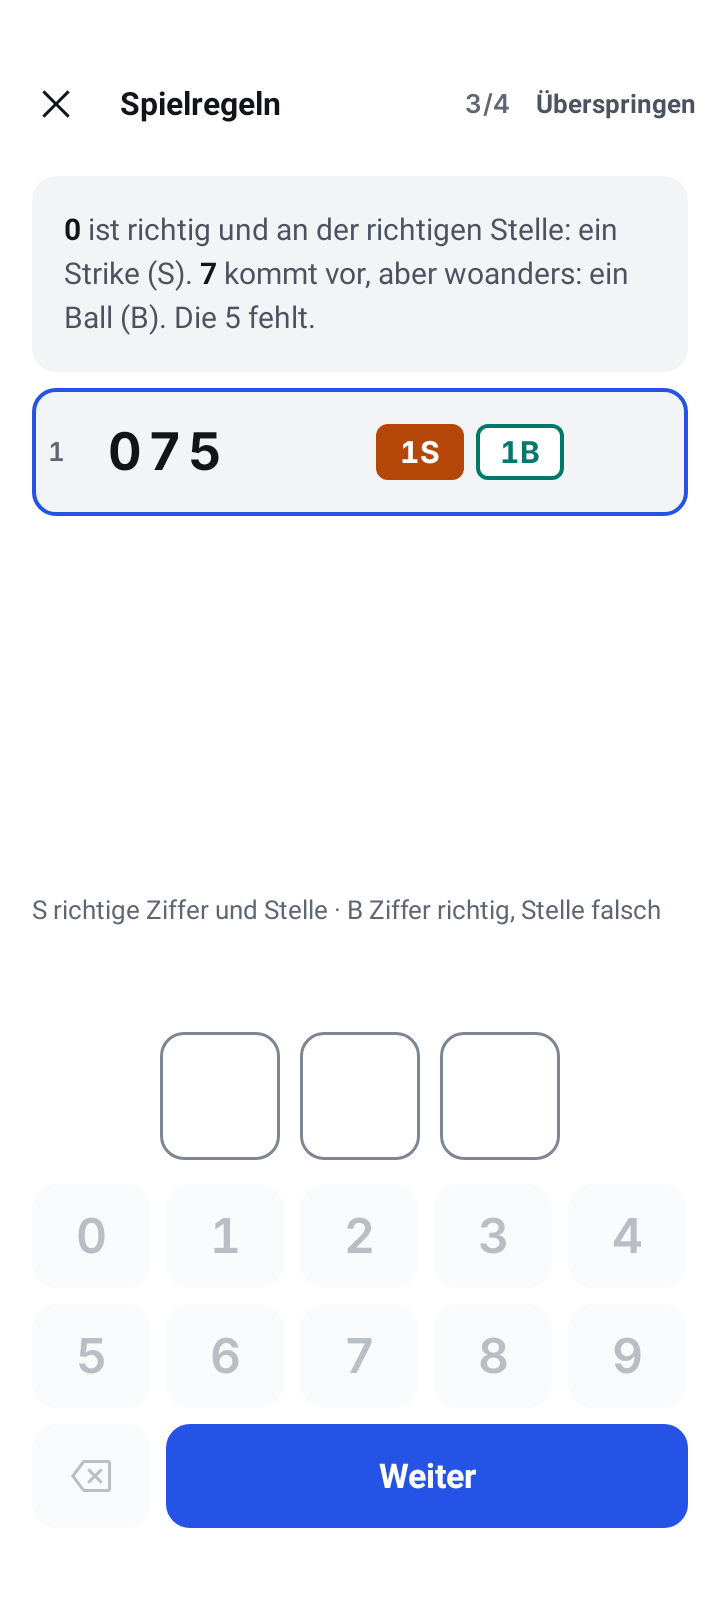 Spielregeln 3/4 Überspringen
0 ist richtig und an der richtigen Stelle: ein
Strike (S). 7 kommt vor, aber woanders: ein
Ball (B). Die 5 fehlt.
1 075 1S 1B
S richtige Ziffer und Stelle · B Ziffer richtig, Stelle falsch
0 1 2 3 4
5 6 7 8 9
Weiter